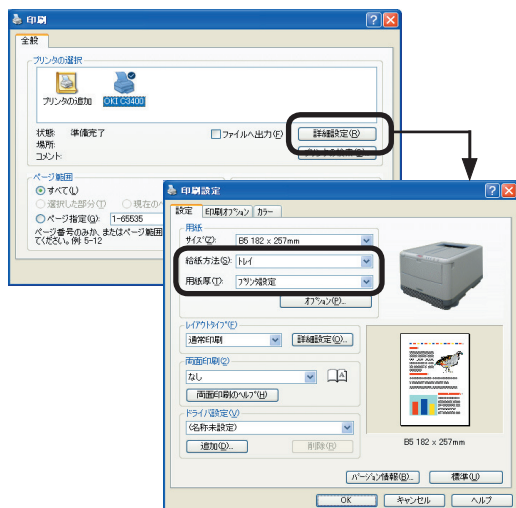 印刷
全般
プリンタの選択
プリンタの追加
OKI C3400
状態: 準備完了
場所:
コメント:
ファイルへ出力(F)
詳細設定(R)
ページ範囲
すべて(L)
選択した部分(T)
現在のペ
ページ指定(G):
1-65535
ページ番号のみか、またはページ範囲
てください。例: 5-12
印刷設定
設定
印刷オプション
カラー
用紙
サイズ(Z):
B5 182 x 257mm
給紙方法(S):
トレイ
用紙厚(T):
プリンタ設定
オプション(P)...
レイアウトタイプ(E)
通常印刷
詳細設定(O)...
両面印刷(2)
なし
A
両面印刷のヘルプ(H)
ドライバ設定(V)
(名称未設定)
追加(D)...
削除(R)
B5 182 x 257mm
バージョン情報(B)...
標準(U)
OK
キャンセル
ヘルプ